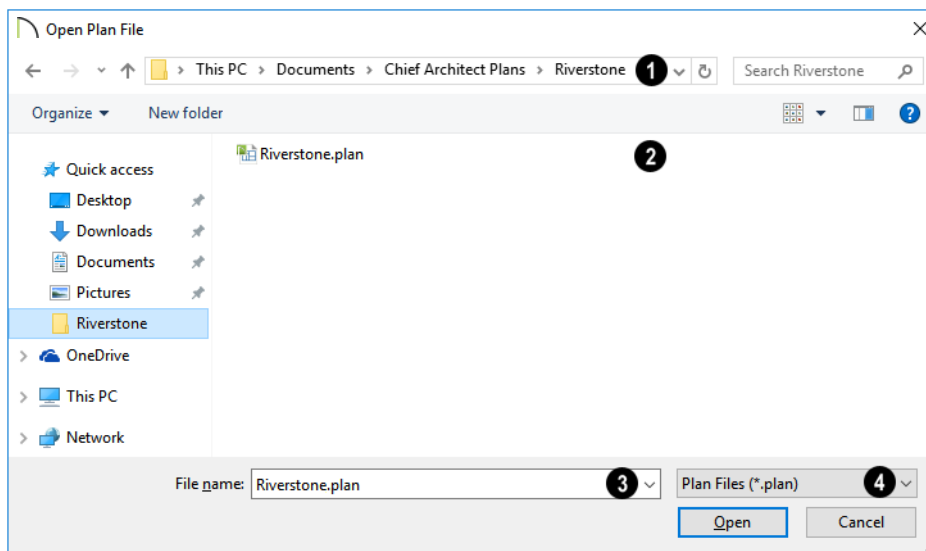 Open Plan File
This PC > Documents > Chief Architect Plans > Riverstone 1 Search Riverstone
Organize New folder ?
Riverstone.plan 2
Quick access
Desktop
Downloads
Documents
Pictures
Riverstone
OneDrive
This PC
Network
File name: Riverstone.plan 3 Plan Files (*.plan) 4
Open Cancel